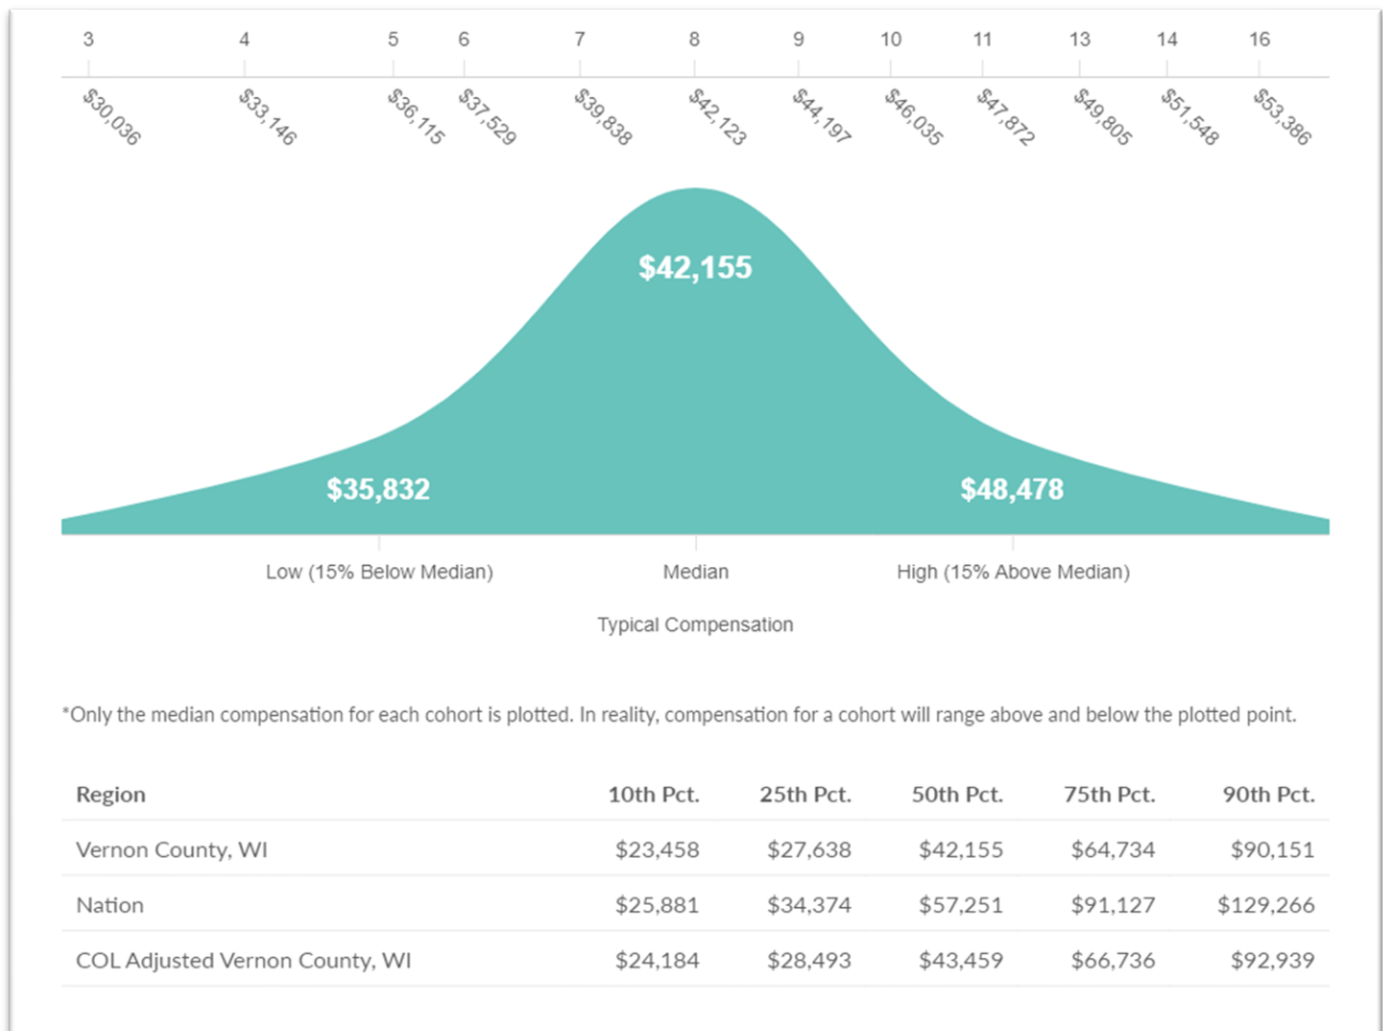 3 4 5 6 7 8 9 10 11 13 14 16
$30,036 $33,146 $36,115 $37,529 $39,838 $42,123 $44,197 $46,035 $47,872 $49,805 $51,548 $53,386
$42,155
$35,832 $48,478
Low (15% Below Median) Median High (15% Above Median)
Typical Compensation
*Only the median compensation for each cohort is plotted. In reality, compensation for a cohort will range above and below the plotted point.
Region 10th Pct. 25th Pct. 50th Pct. 75th Pct. 90th Pct.
Vernon County, WI $23,458 $27,638 $42,155 $64,734 $90,151
Nation $25,881 $34,374 $57,251 $91,127 $129,266
COL Adjusted Vernon County, WI $24,184 $28,493 $43,459 $66,736 $92,939